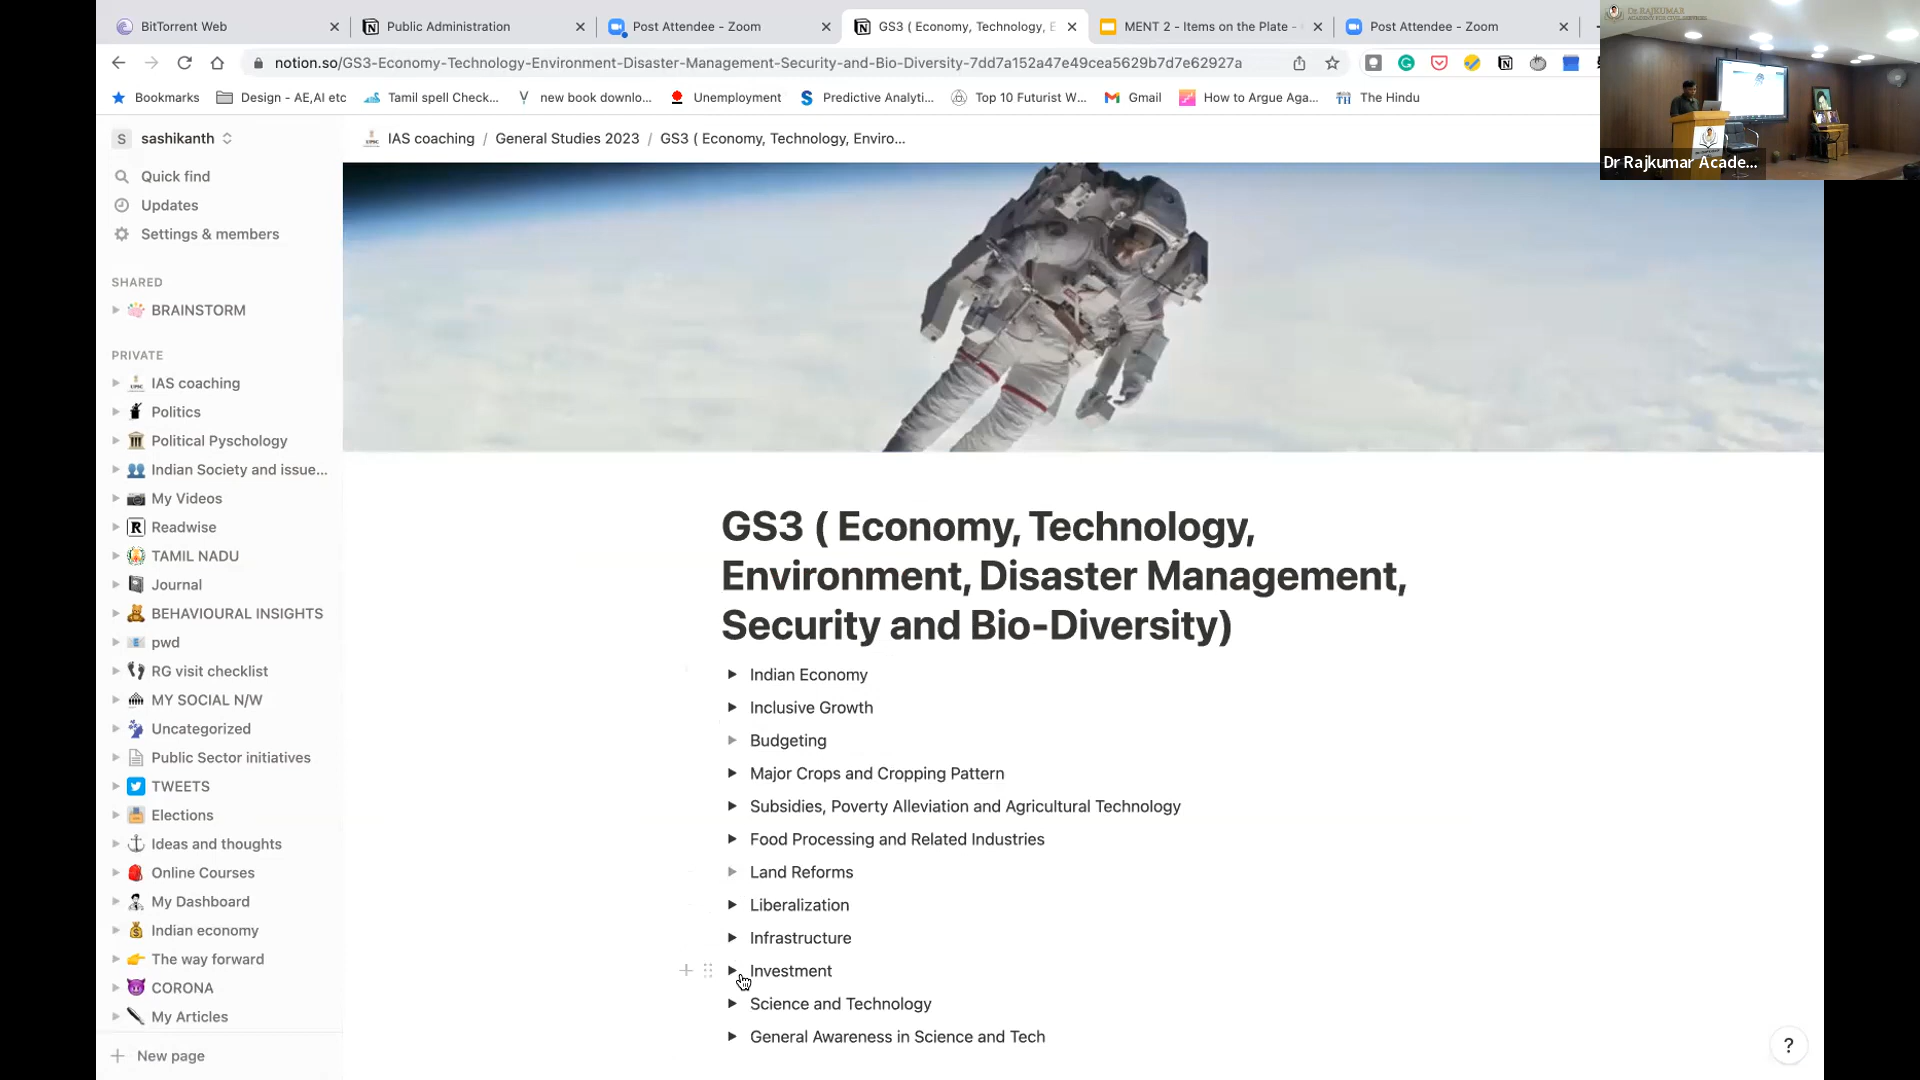 BitTorrent Web
Public Administration
Post Attendee - Zoom
GS3 ( Economy, Technology, E
MENT 2 - Items on the Plate -
Post Attendee - Zoom
notion.so/GS3-Economy-Technology-Environment-Disaster-Management-Security-and-Bio-Diversity-7dd7a152a47e49cea5629b7d7e62927a
Bookmarks
Design - AE,AI etc
Tamil spell Check...
new book downlo...
Unemployment
Predictive Analyti...
Top 10 Futurist W...
Gmail
How to Argue Aga...
The Hindu
Dr RAJKUMAR
Dr Rajkumar Acade...
S sashikanth
IAS coaching / General Studies 2023 / GS3 ( Economy, Technology, Enviro...
Quick find
Updates
Settings & members
SHARED
BRAINSTORM
PRIVATE
IAS coaching
Politics
Political Pyschology
Indian Society and issue...
My Videos
Readwise
TAMIL NADU
Journal
BEHAVIOURAL INSIGHTS
pwd
RG visit checklist
MY SOCIAL N/W
Uncategorized
Public Sector initiatives
TWEETS
Elections
Ideas and thoughts
Online Courses
My Dashboard
Indian economy
The way forward
CORONA
My Articles
New page
GS3 ( Economy, Technology,
Environment, Disaster Management,
Security and Bio-Diversity)
Indian Economy
Inclusive Growth
Budgeting
Major Crops and Cropping Pattern
Subsidies, Poverty Alleviation and Agricultural Technology
Food Processing and Related Industries
Land Reforms
Liberalization
Infrastructure
Investment
Science and Technology
General Awareness in Science and Tech
?